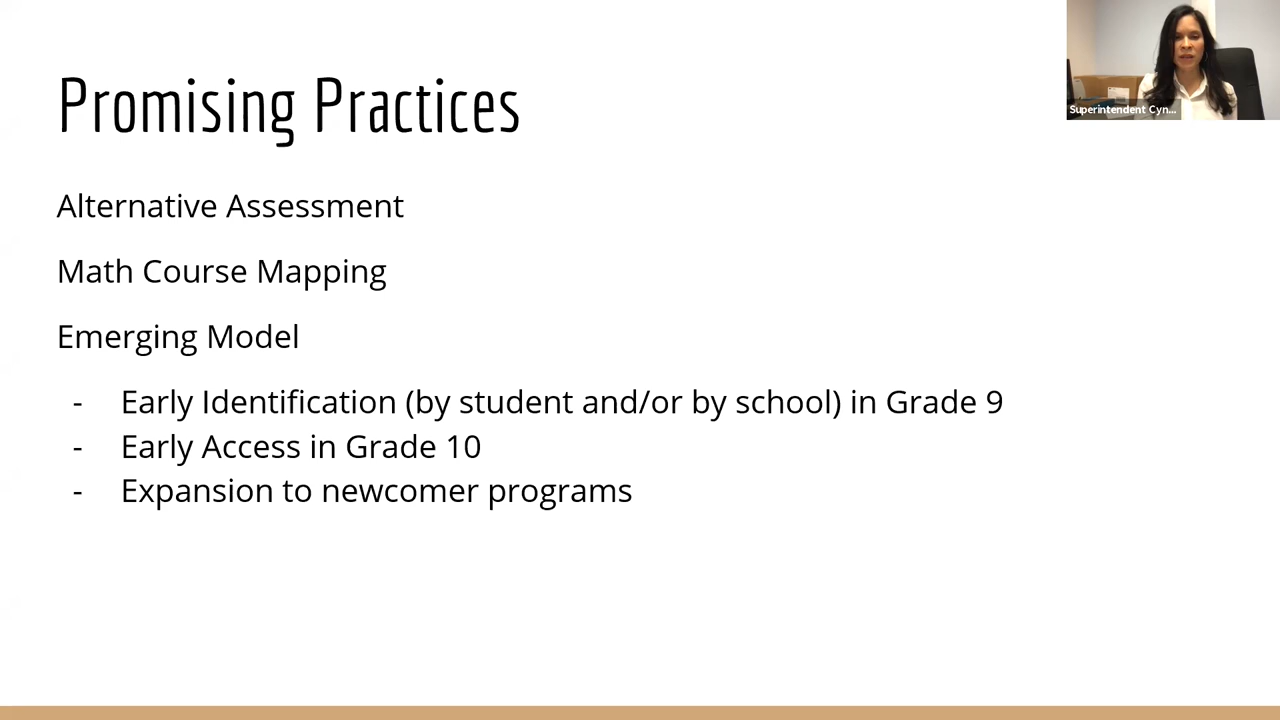 Superintendent Cyn...
Promising Practices
Alternative Assessment
Math Course Mapping
Emerging Model
- Early Identification (by student and/or by school) in Grade 9
- Early Access in Grade 10
- Expansion to newcomer programs